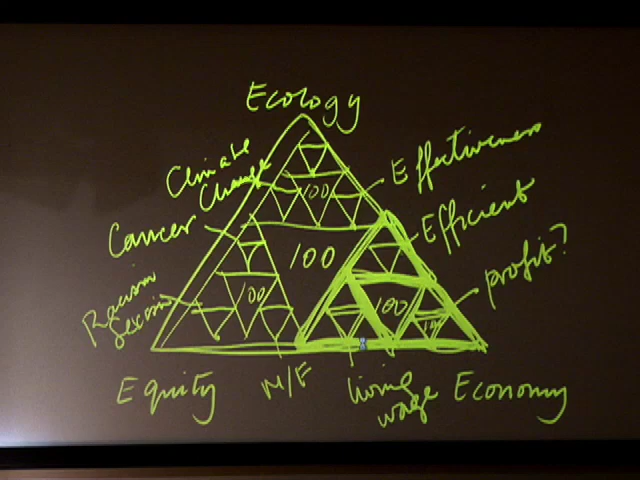 Ecology
Climate
Change
Effectiveness
100
Cancer
Efficient
100
Racism
Sexism
100
100
profit?
Equity
M/F
living
wage
Economy